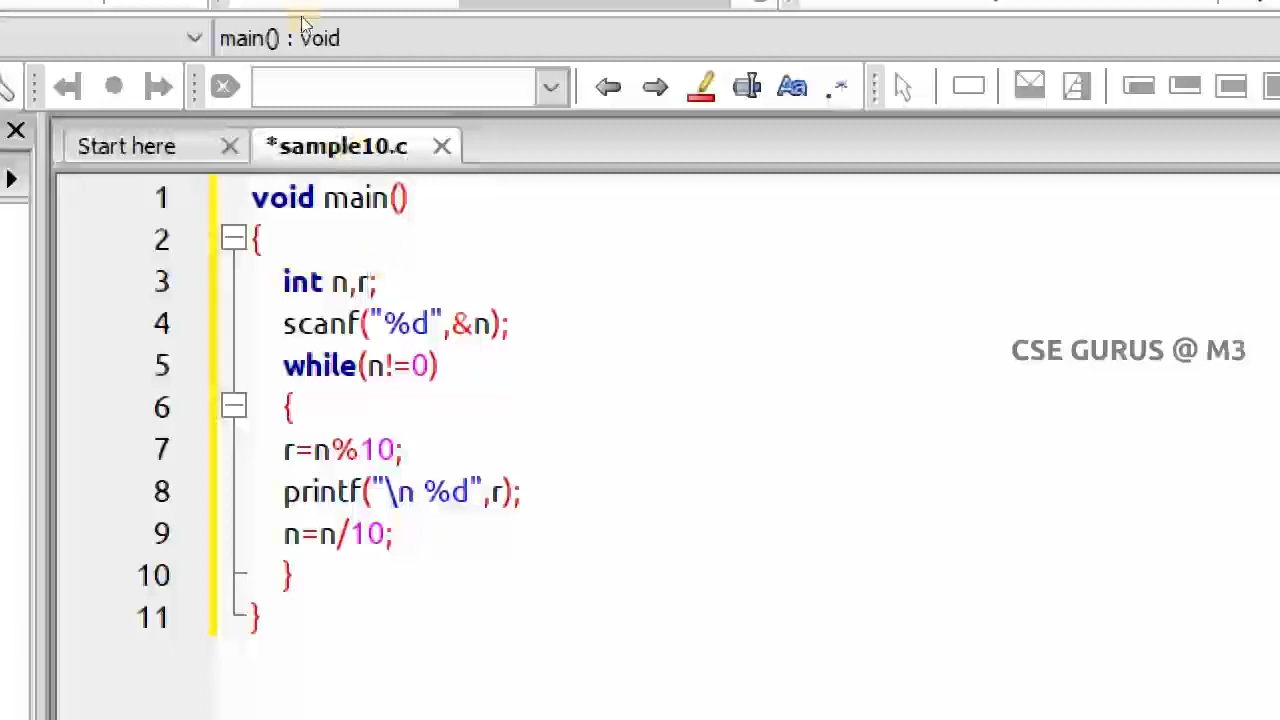 main() : void
Start here
*sample10.c
1 void main()
2 {
3 int n,r;
4 scanf("%d",&n);
5 while(n!=0)
6 {
7 r=n%10;
8 printf("\n %d",r);
9 n=n/10;
10 }
11 }
CSE GURUS @ M3